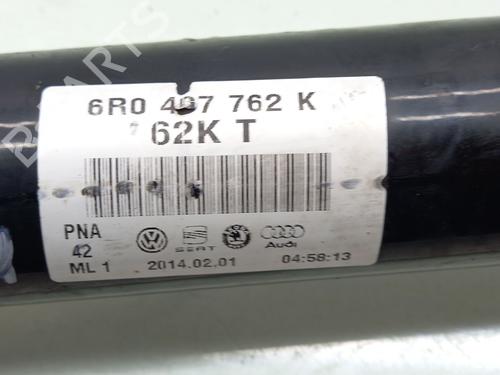 6R0 407 762 K
62K T
PNA
42
SEAT
Audi
ML 1 2014.02.01 04:58:13